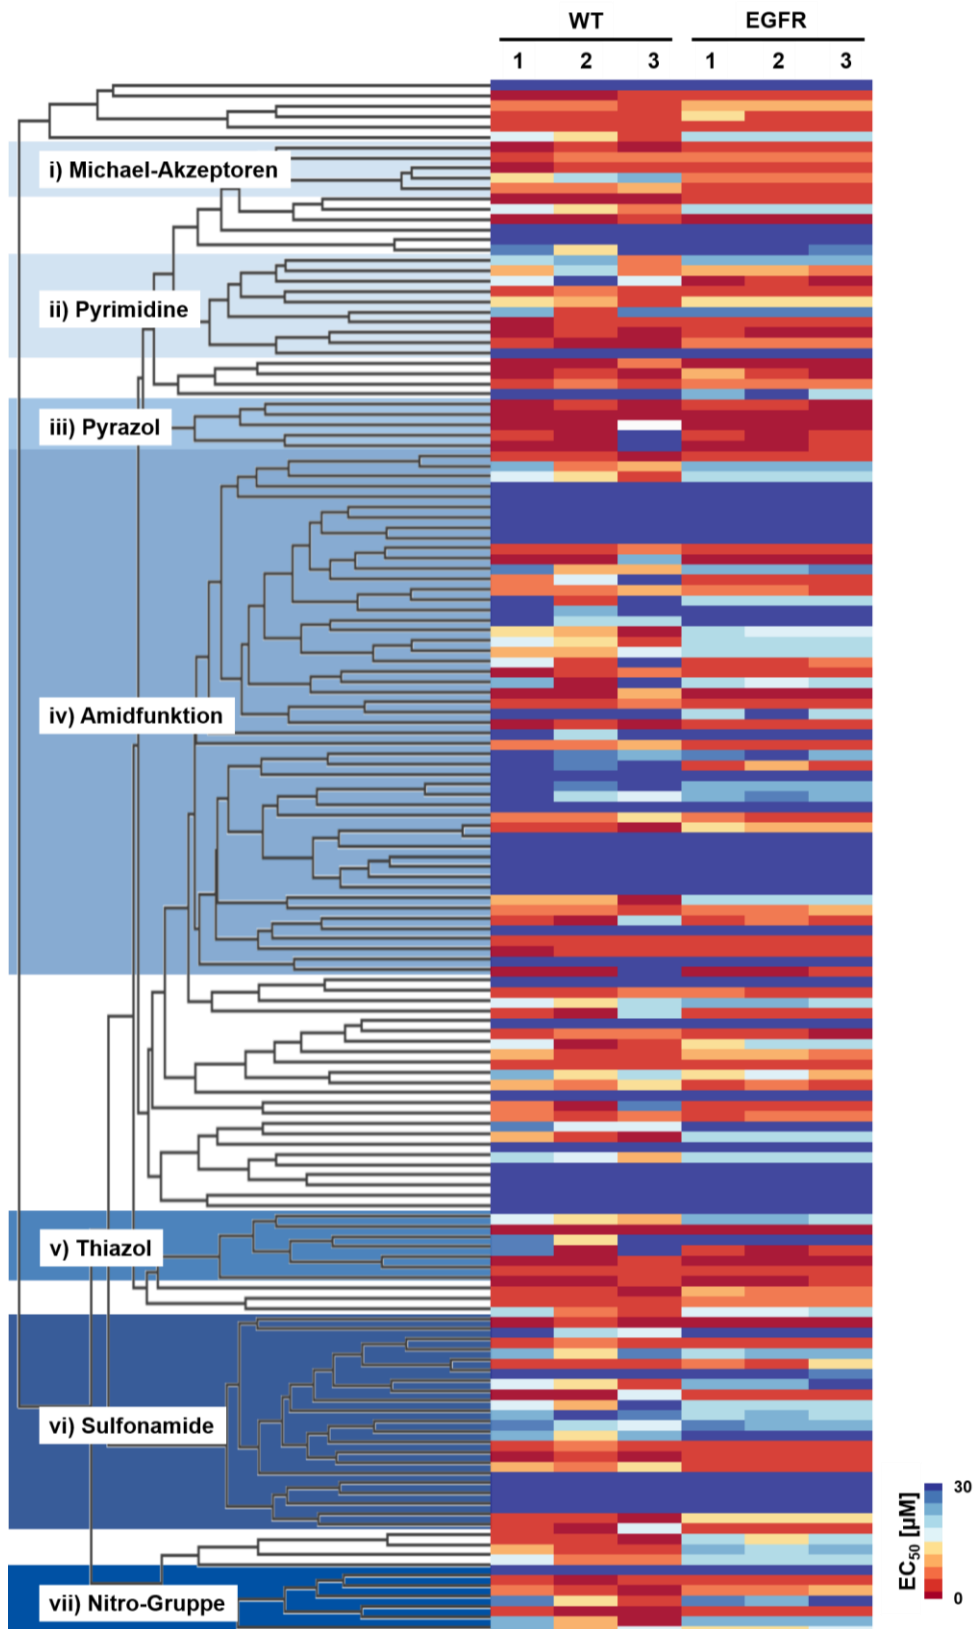 WT EGFR
1 2 3 1 2 3
i) Michael-Akzeptoren
ii) Pyrimidine
iii) Pyrazol
iv) Amidfunktion
v) Thiazol
vi) Sulfonamide
vii) Nitro-Gruppe
EC50 [µM]
30
0